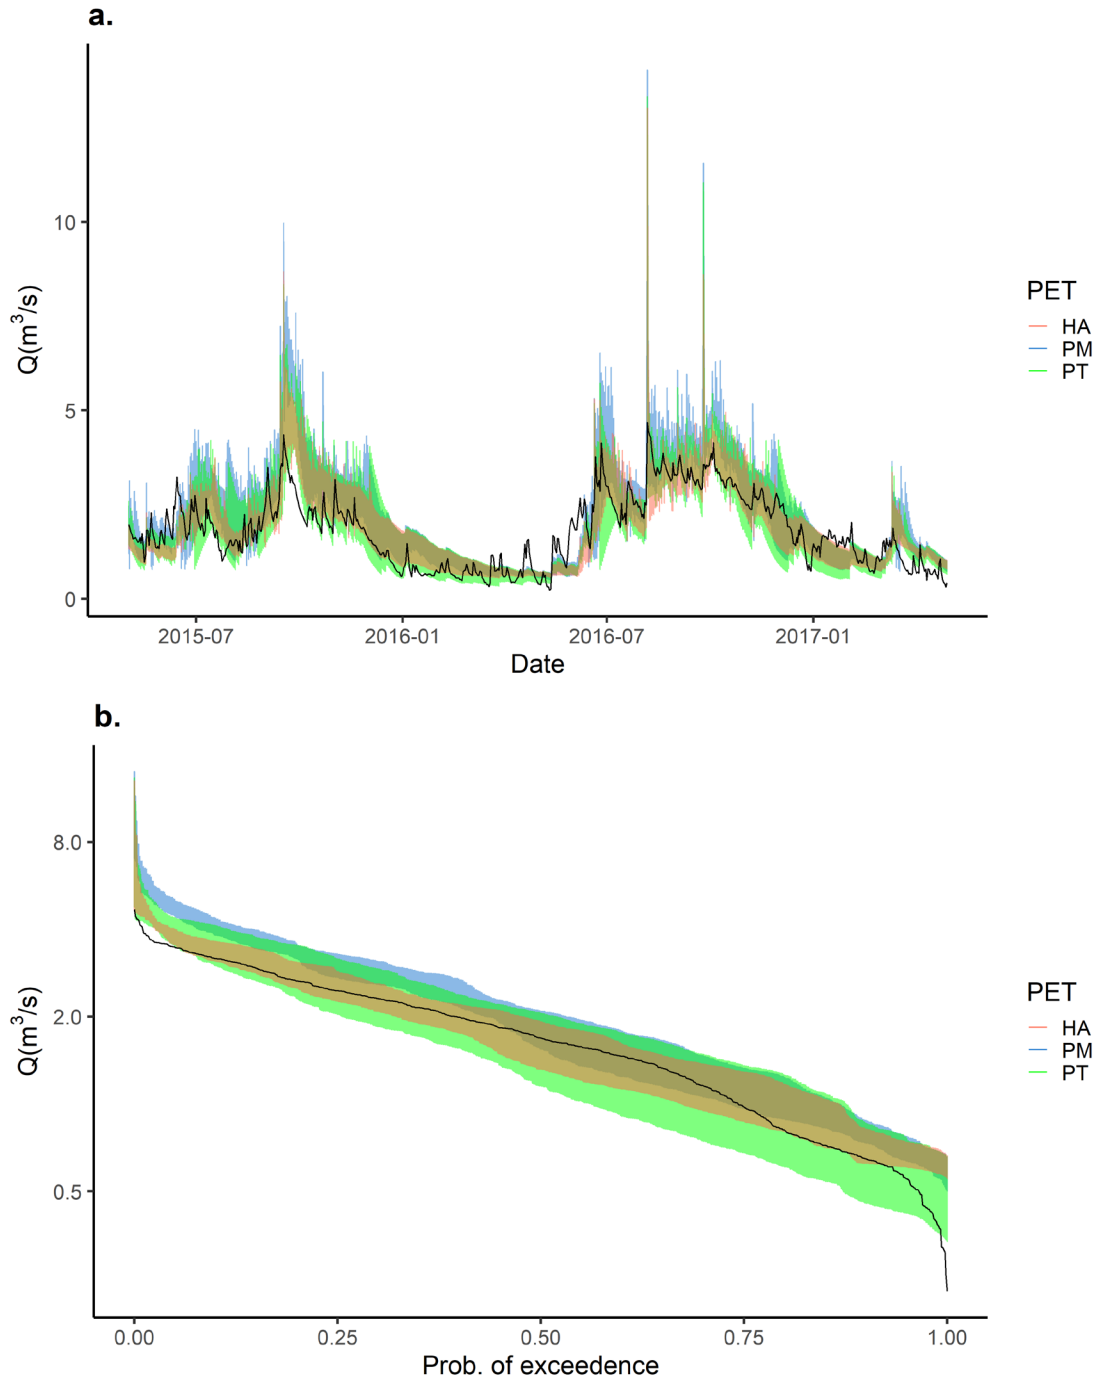 a.
10
5
0
Q(m³/s)
2015-07 2016-01 2016-07 2017-01
Date
PET
HA
PM
PT
b.
8.0
2.0
0.5
Q(m³/s)
0.00 0.25 0.50 0.75 1.00
Prob. of exceedence
PET
HA
PM
PT